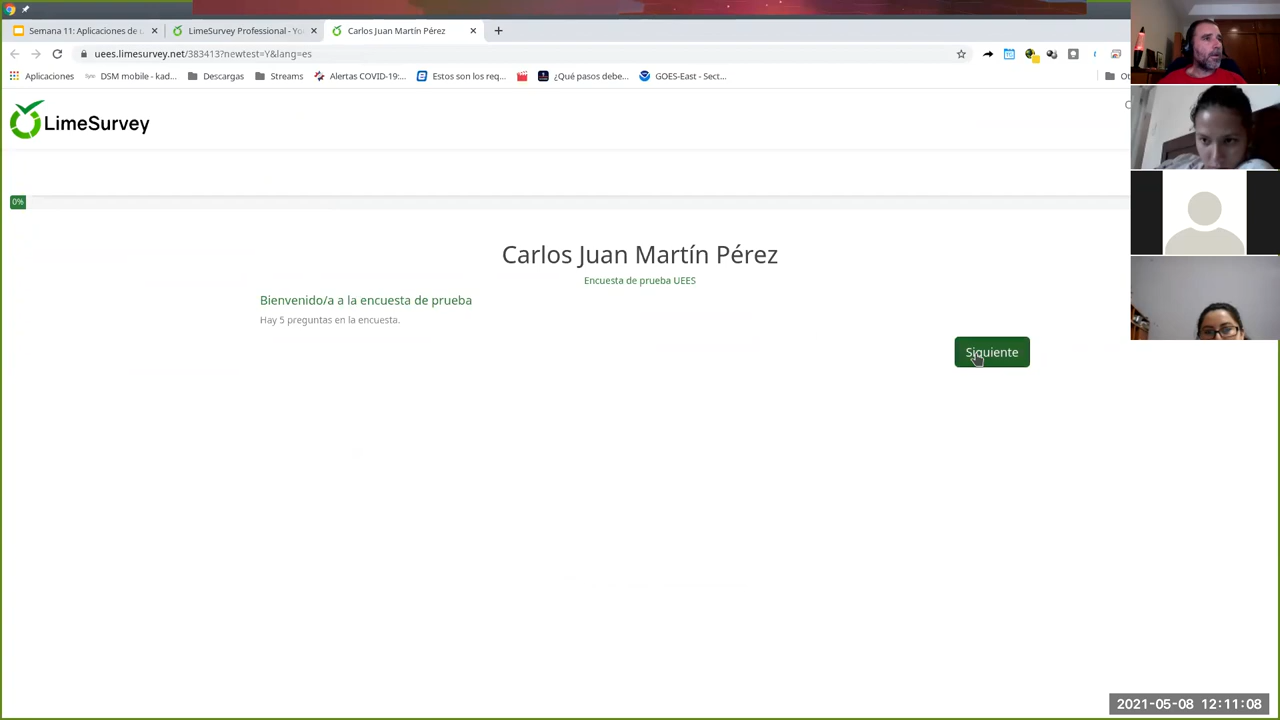 Semana 11: Aplicaciones de u
LimeSurvey Professional - Yo
Carlos Juan Martín Pérez
uees.limesurvey.net/383413?newtest=Y&lang=es
Aplicaciones
DSM mobile - kad...
Descargas
Streams
Alertas COVID-19:...
Estos son los req...
¿Qué pasos debe...
GOES-East - Sect...
Ot
LimeSurvey
0%
Carlos Juan Martín Pérez
Encuesta de prueba UEES
Bienvenido/a a la encuesta de prueba
Hay 5 preguntas en la encuesta.
Siguiente
2021-05-08 12:11:08